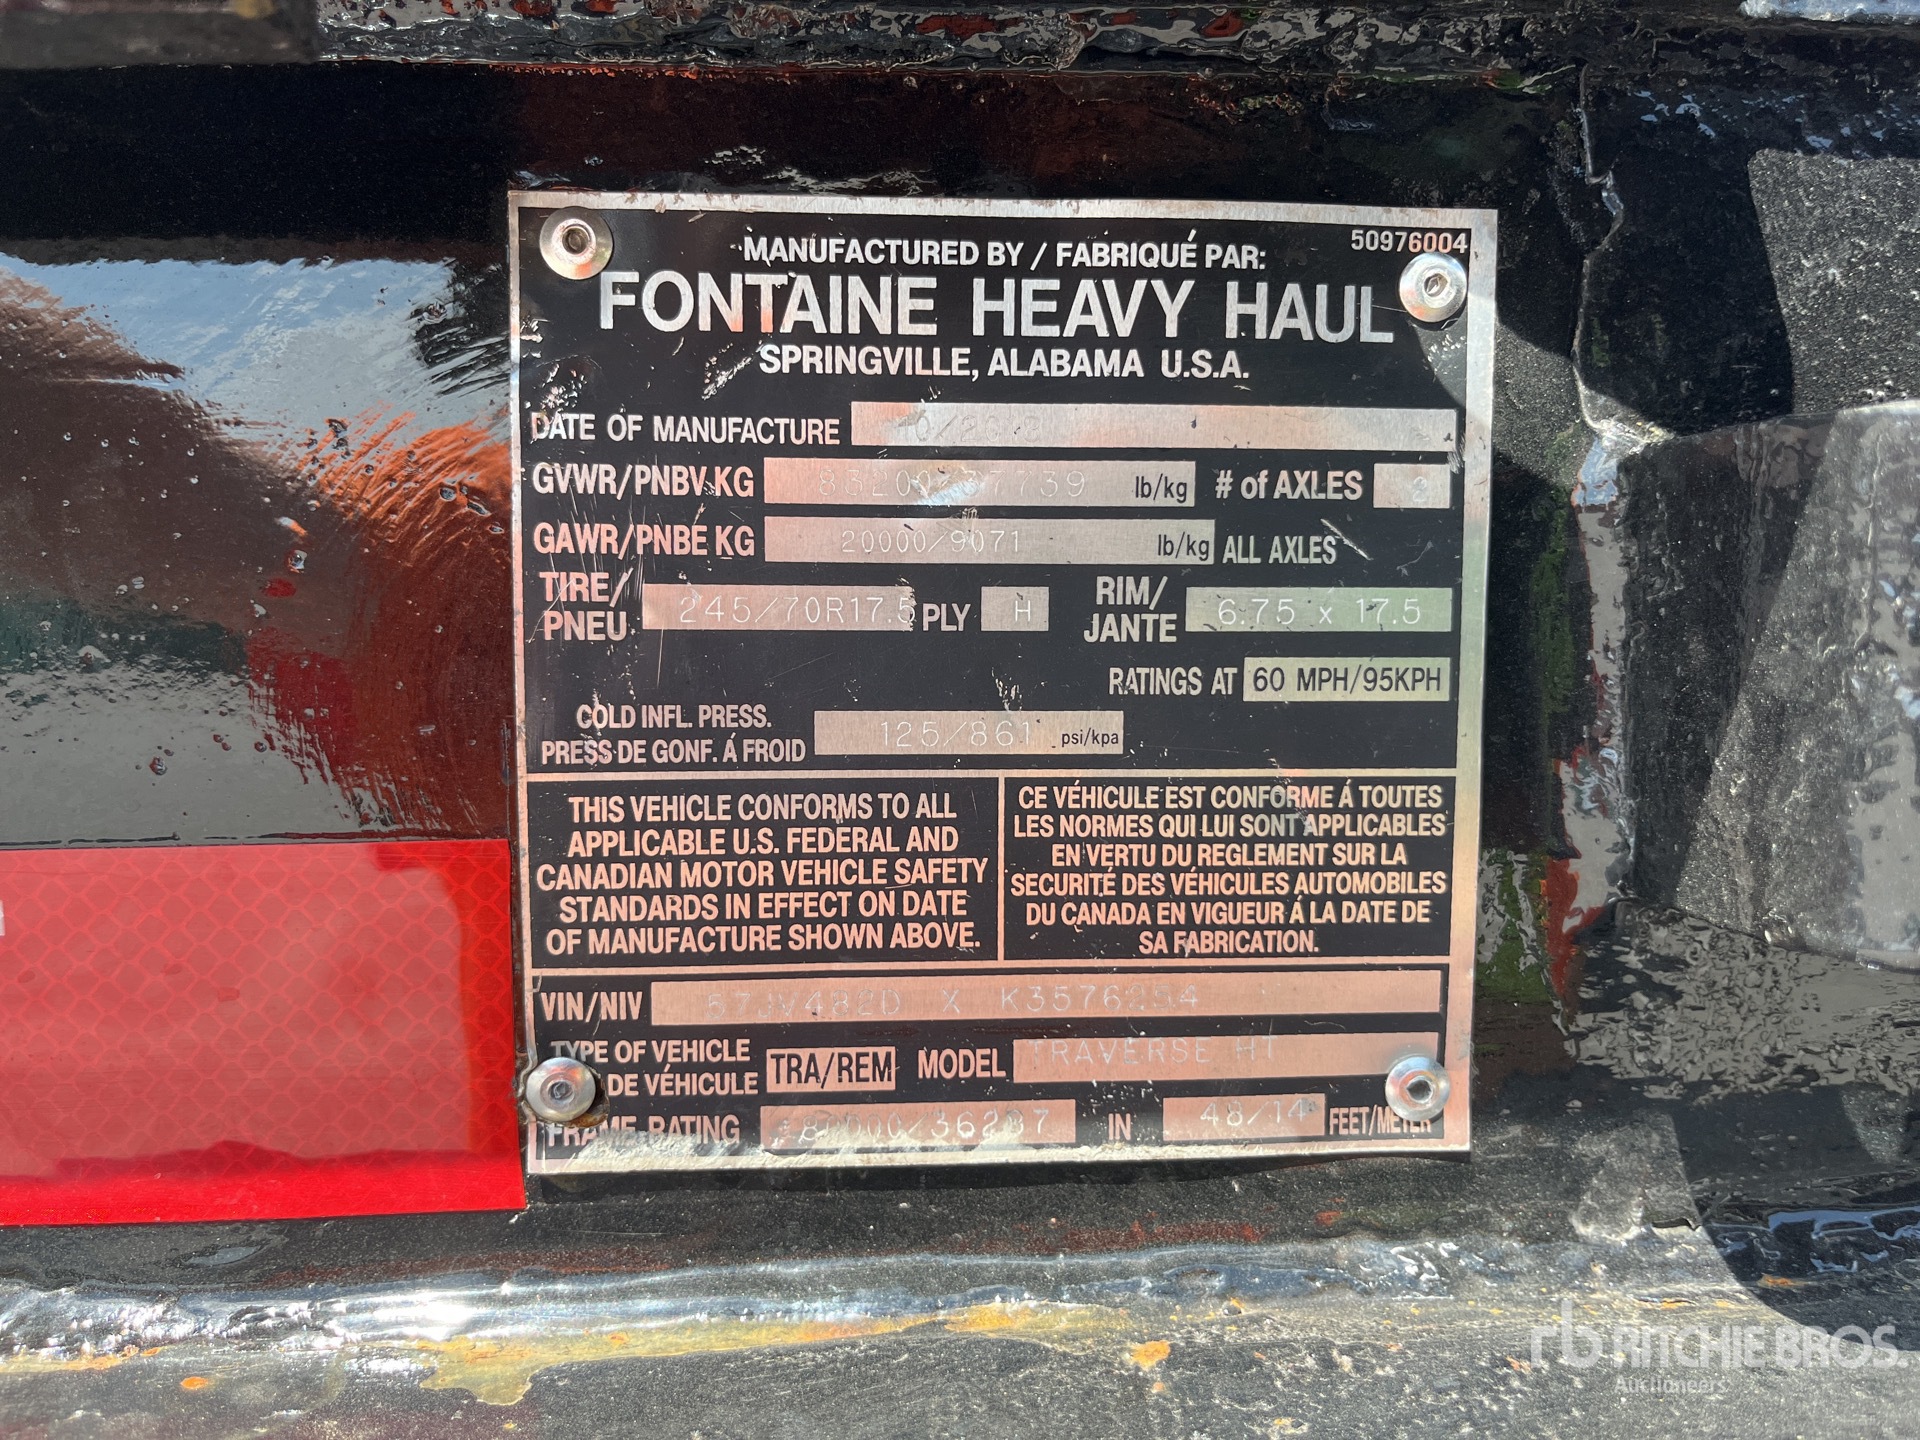 50976004
MANUFACTURED BY / FABRIQUÉ PAR:
FONTAINE HEAVY HAUL
SPRINGVILLE, ALABAMA U.S.A.
DATE OF MANUFACTURE
GVWR/PNBV KG 83200/37739 lb/kg # of AXLES
GAWR/PNBE KG 20000/9071 lb/kg ALL AXLES
TIRE/ PNEU 245/70R17.5 PLY H RIM/ JANTE 6.75 x 17.5
RATINGS AT 60 MPH/95KPH
COLD INFL. PRESS.
PRESS DE GONF. Á FROID 125/861 psi/kpa
THIS VEHICLE CONFORMS TO ALL
APPLICABLE U.S. FEDERAL AND
CANADIAN MOTOR VEHICLE SAFETY
STANDARDS IN EFFECT ON DATE
OF MANUFACTURE SHOWN ABOVE.
CE VÉHICULE EST CONFORME Á TOUTES
LES NORMES QUI LUI SONT APPLICABLES
EN VERTU DU REGLEMENT SUR LA
SECURITÉ DES VÉHICULES AUTOMOBILES
DU CANADA EN VIGUEUR Á LA DATE DE
SA FABRICATION.
VIN/NIV X
TYPE OF VEHICLE
DE VÉHICULE TRA/REM MODEL TRAVERSE HT
FRAME RATING IN 48/14 FEET/METER
rb RITCHIE BROS.
Auctioneers